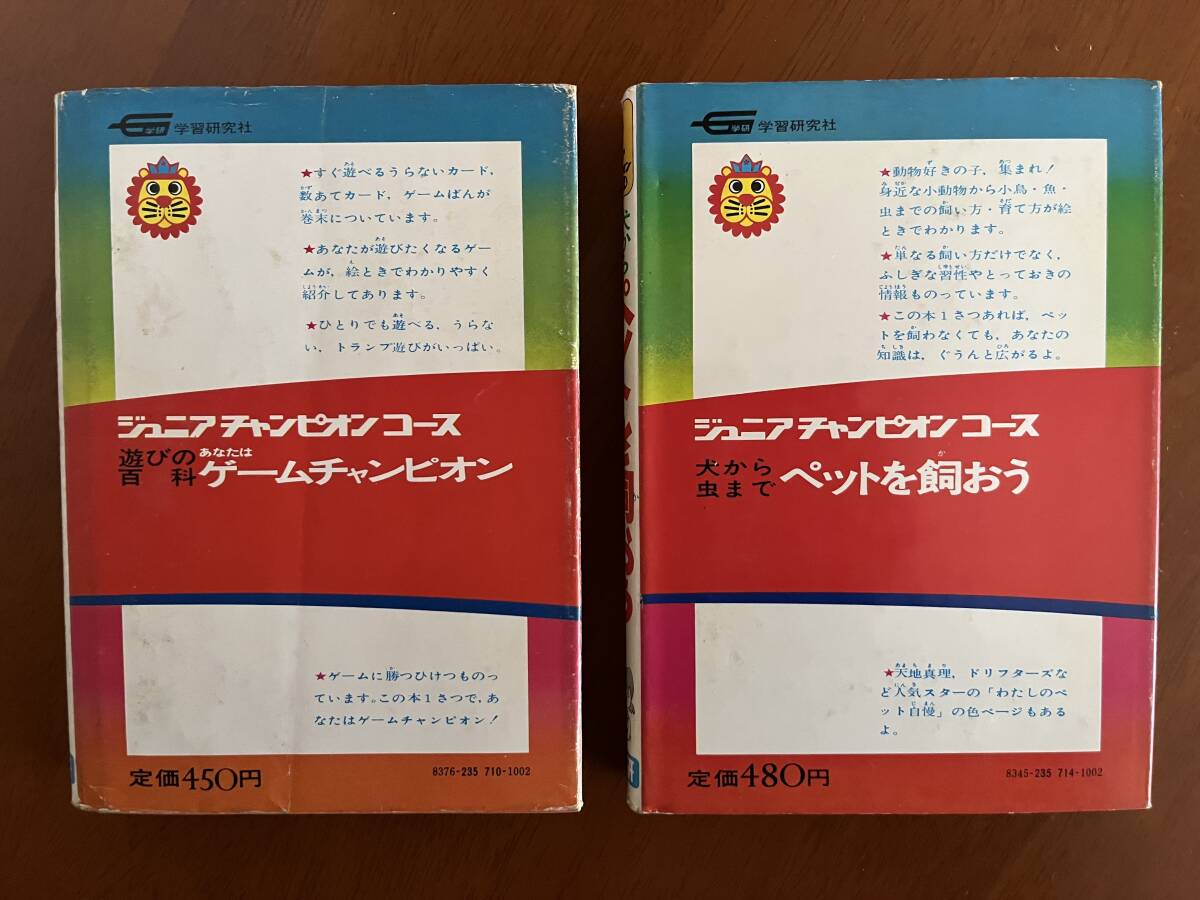 学研 学習研究社
★すぐ遊べるうらないカード，
数あてカード，ゲームばんが
巻末についています。
★あなたが遊びたくなるゲー
ムが，絵ときでわかりやすく
紹介してあります。
★ひとりでも遊べる，うらな
い，トランプ遊びがいっぱい。
ジュニアチャンピオンコース
遊びの百科 あなたは ゲームチャンピオン
★ゲームに勝つひけつものっ
ています。この本1さつで，あ
なたはゲームチャンピオン！
定価450円
8376-235 710-1002
学研 学習研究社
★動物好きの子，集まれ！
身近な小動物から小鳥・魚・
虫までの飼い方・育て方が絵
ときでわかります。
★単なる飼い方だけでなく，
ふしぎな習性やとっておきの
情報ものっています。
★この本1さつあれば，ペッ
トを飼わなくても，あなたの
知識は，ぐうんと広がるよ。
ジュニアチャンピオンコース
犬から虫まで ペットを飼おう
★天地真理，ドリフターズな
ど人気スターの「わたしのペ
ット自慢」の色ページもある
よ。
定価480円
8345-235 714-1002